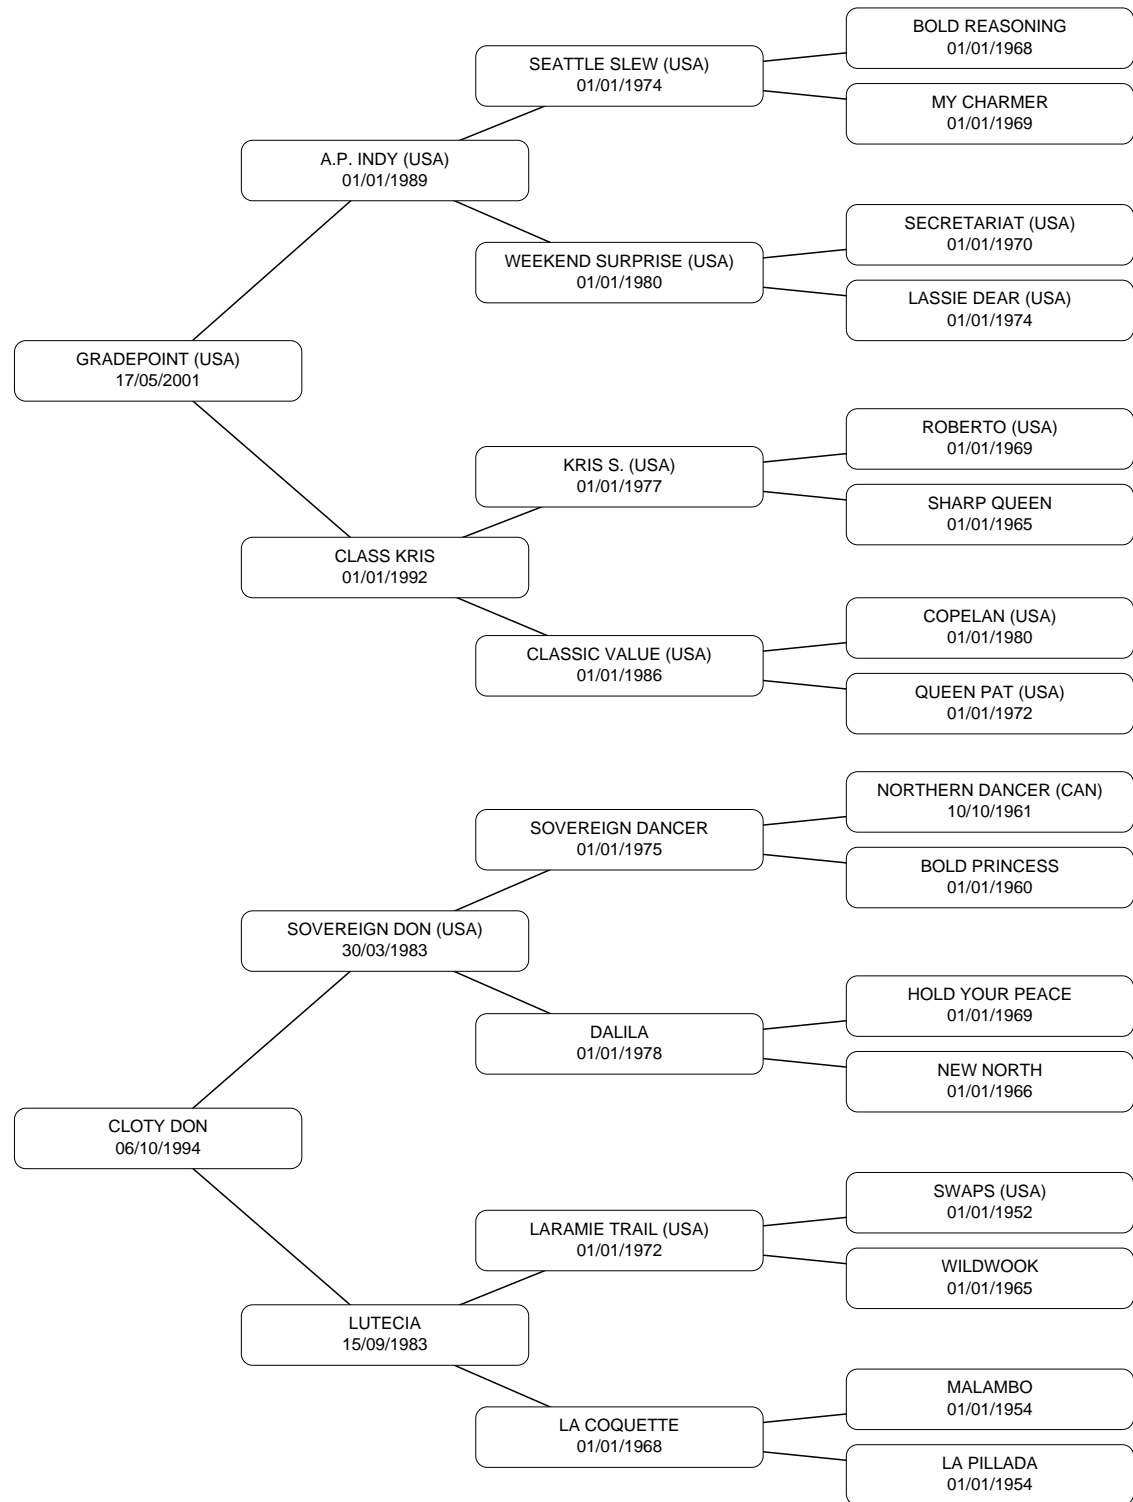 BOLD REASONING
01/01/1968
SEATTLE SLEW (USA)
01/01/1974
MY CHARMER
01/01/1969
A.P. INDY (USA)
01/01/1989
SECRETARIAT (USA)
01/01/1970
WEEKEND SURPRISE (USA)
01/01/1980
LASSIE DEAR (USA)
01/01/1974
GRADEPOINT (USA)
17/05/2001
ROBERTO (USA)
01/01/1969
KRIS S. (USA)
01/01/1977
SHARP QUEEN
01/01/1965
CLASS KRIS
01/01/1992
COPELAN (USA)
01/01/1980
CLASSIC VALUE (USA)
01/01/1986
QUEEN PAT (USA)
01/01/1972
NORTHERN DANCER (CAN)
10/10/1961
SOVEREIGN DANCER
01/01/1975
BOLD PRINCESS
01/01/1960
SOVEREIGN DON (USA)
30/03/1983
HOLD YOUR PEACE
01/01/1969
DALILA
01/01/1978
NEW NORTH
01/01/1966
CLOTY DON
06/10/1994
SWAPS (USA)
01/01/1952
LARAMIE TRAIL (USA)
01/01/1972
WILDWOOK
01/01/1965
LUTECIA
15/09/1983
MALAMBO
01/01/1954
LA COQUETTE
01/01/1968
LA PILLADA
01/01/1954